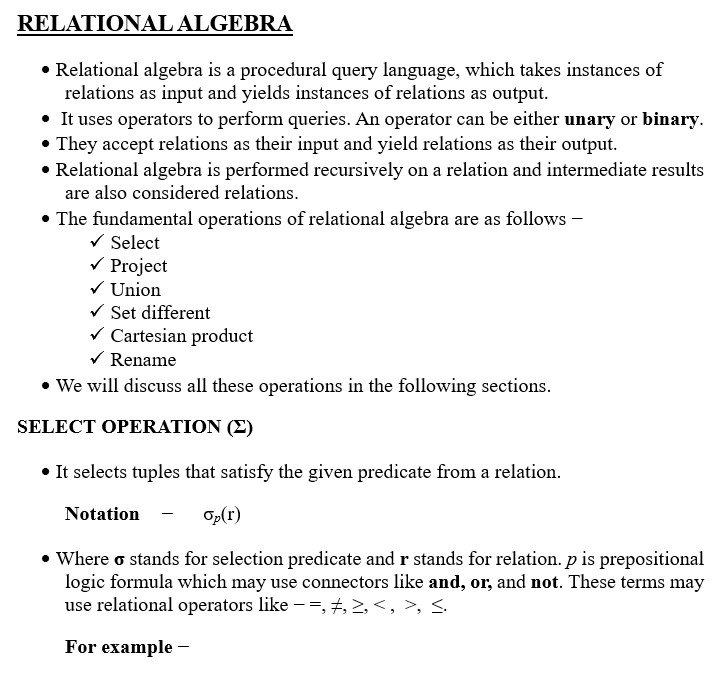 RELATIONAL ALGEBRA
• Relational algebra is a procedural query language, which takes instances of
relations as input and yields instances of relations as output.
• It uses operators to perform queries. An operator can be either unary or binary.
• They accept relations as their input and yield relations as their output.
• Relational algebra is performed recursively on a relation and intermediate results
are also considered relations.
• The fundamental operations of relational algebra are as follows −
✓ Select
✓ Project
✓ Union
✓ Set different
✓ Cartesian product
✓ Rename
• We will discuss all these operations in the following sections.
SELECT OPERATION (Σ)
• It selects tuples that satisfy the given predicate from a relation.
Notation − σp(r)
• Where σ stands for selection predicate and r stands for relation. p is prepositional
logic formula which may use connectors like and, or, and not. These terms may
use relational operators like − =, ≠, ≥, < , >, ≤.
For example −